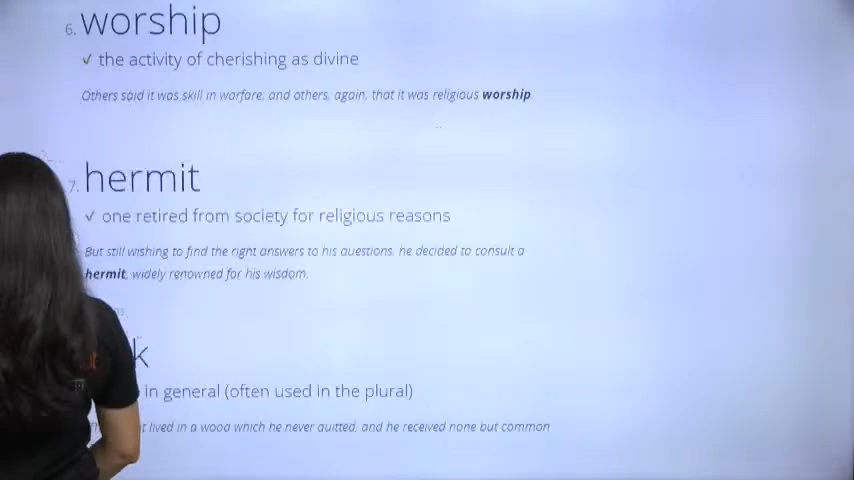 6. worship
✓ the activity of cherishing as divine
Others said it was skill in warfare; and others, again, that it was religious worship.
7. hermit
✓ one retired from society for religious reasons
But still wishing to find the right answers to his questions, he decided to consult a
hermit, widely renowned for his wisdom.
k
in general (often used in the plural)
t lived in a wood which he never quitted, and he received none but common